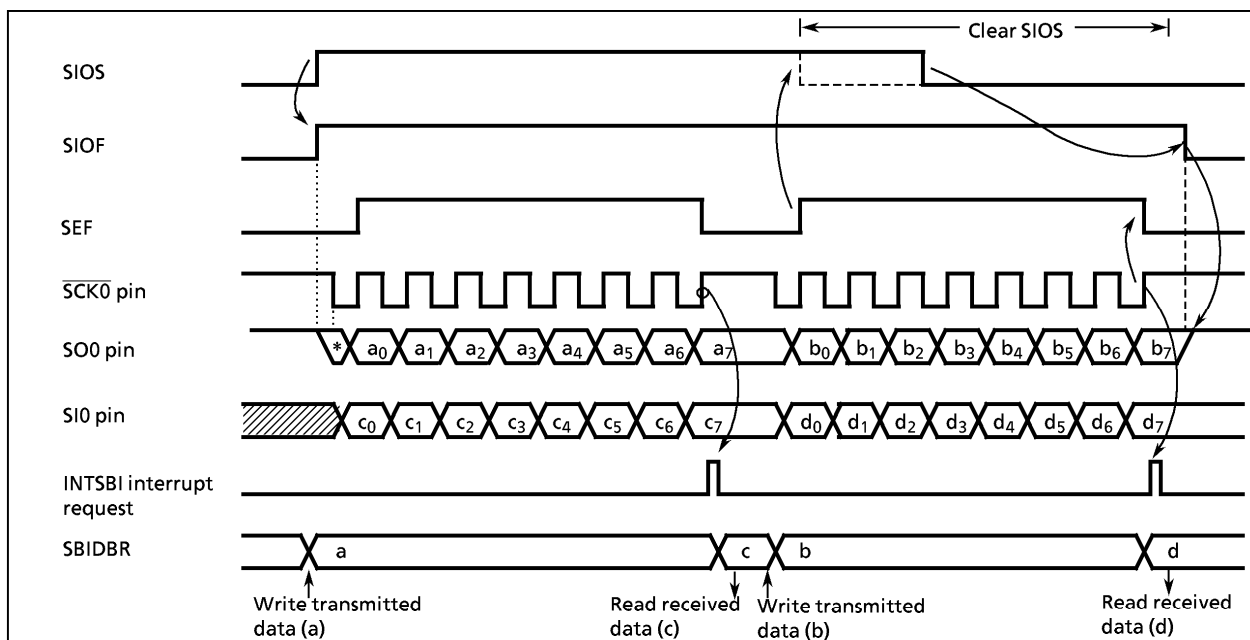 Clear SIOS
SIOS
SIOF
SEF
SCK0 pin
SO0 pin
* a0 a1 a2 a3 a4 a5 a6 a7 b0 b1 b2 b3 b4 b5 b6 b7
SI0 pin
c0 c1 c2 c3 c4 c5 c6 c7 d0 d1 d2 d3 d4 d5 d6 d7
INTSBI interrupt
request
SBIDBR
a c b d
Write transmitted
data (a)
Read received
data (c)
Write transmitted
data (b)
Read received
data (d)